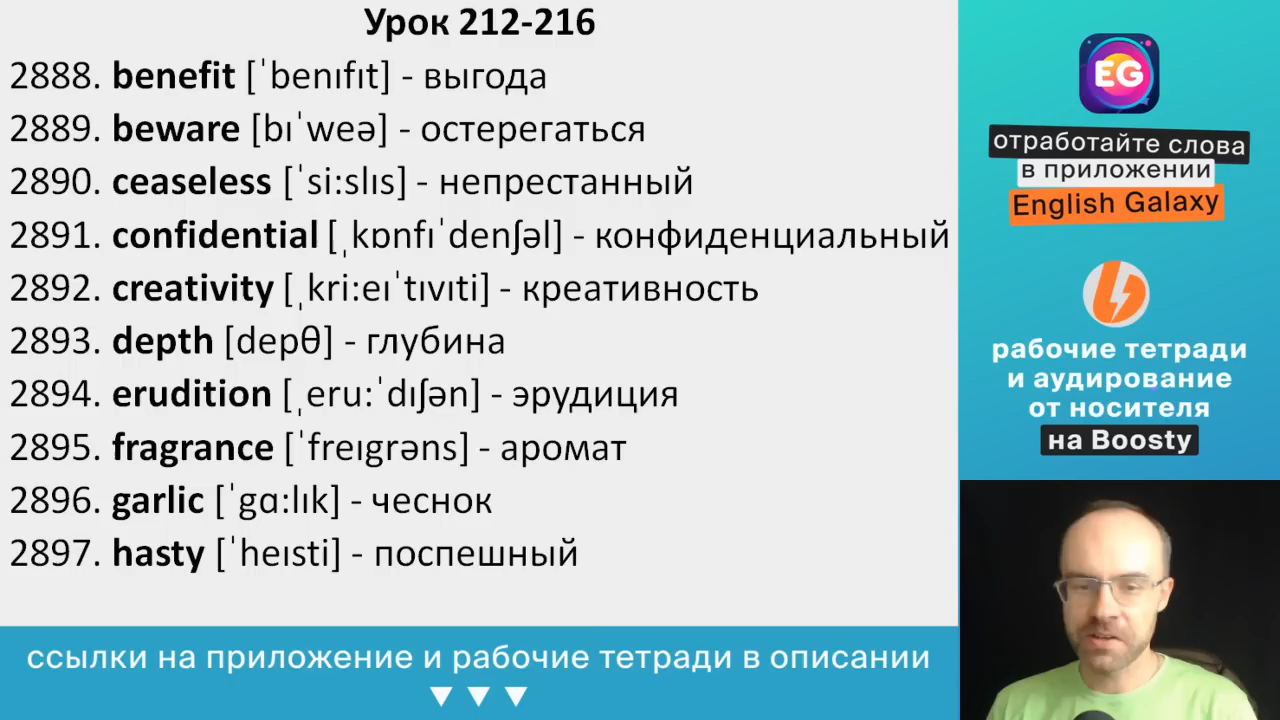 Урок 212-216
2888. benefit [ˈbenɪfɪt] - выгода
2889. beware [bɪˈweə] - остерегаться
2890. ceaseless [ˈsi:slɪs] - непрестанный
2891. confidential [ˌkɒnfɪˈdenʃəl] - конфиденциальный
2892. creativity [ˌkri:eɪˈtɪvɪti] - креативность
2893. depth [depθ] - глубина
2894. erudition [ˌeru:ˈdɪʃən] - эрудиция
2895. fragrance [ˈfreɪgrəns] - аромат
2896. garlic [ˈgɑ:lɪk] - чеснок
2897. hasty [ˈheɪsti] - поспешный
ссылки на приложение и рабочие тетради в описании
EG
отработайте слова
в приложении
English Galaxy
рабочие тетради
и аудирование
от носителя
на Boosty